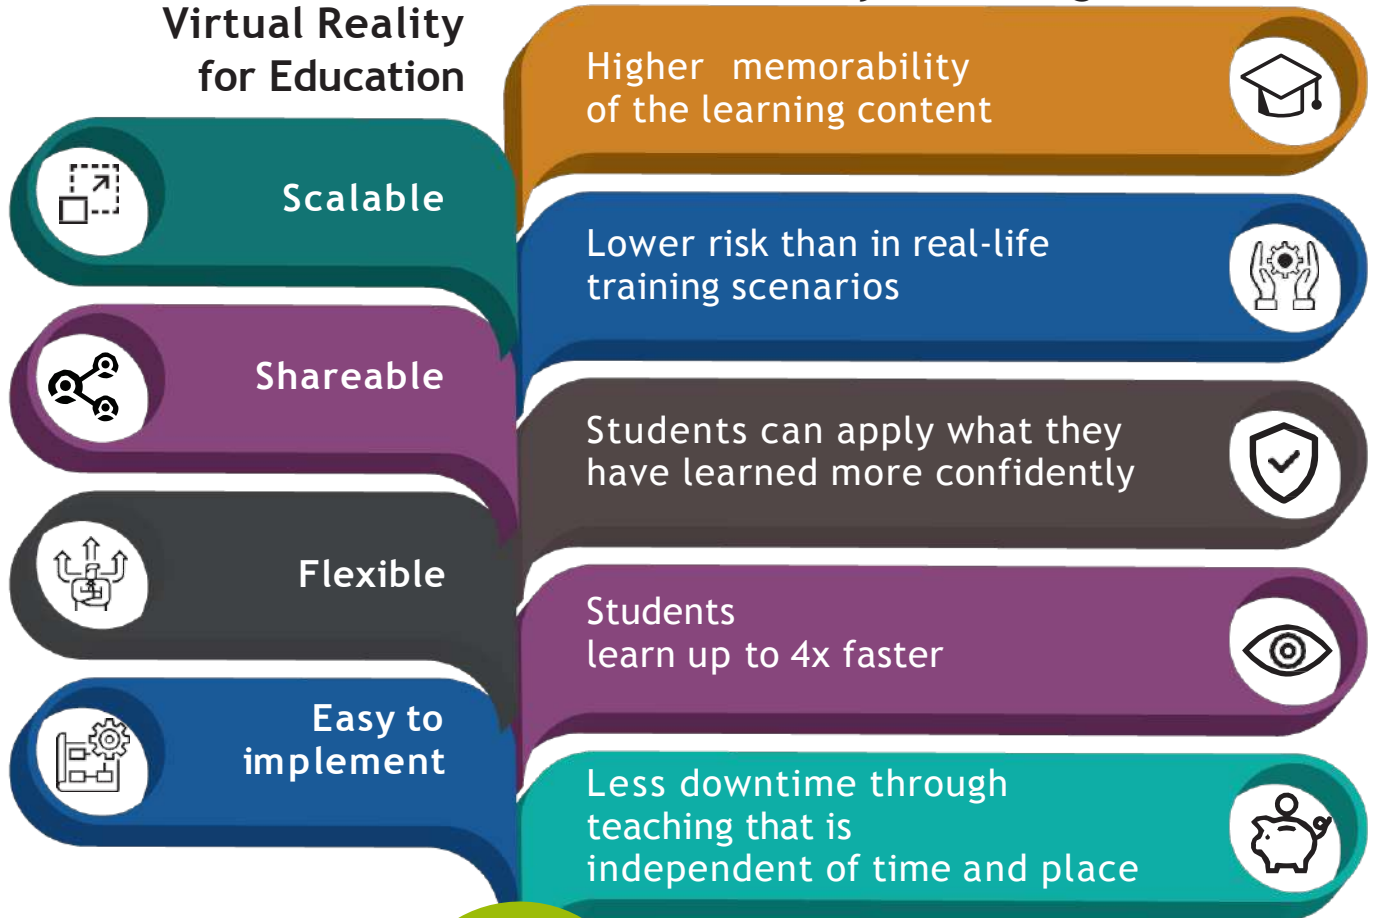 Virtual Reality
for Education
Scalable
Shareable
Flexible
Easy to
implement
Higher memorability
of the learning content
Lower risk than in real-life
training scenarios
Students can apply what they
have learned more confidently
Students
learn up to 4x faster
Less downtime through
teaching that is
independent of time and place